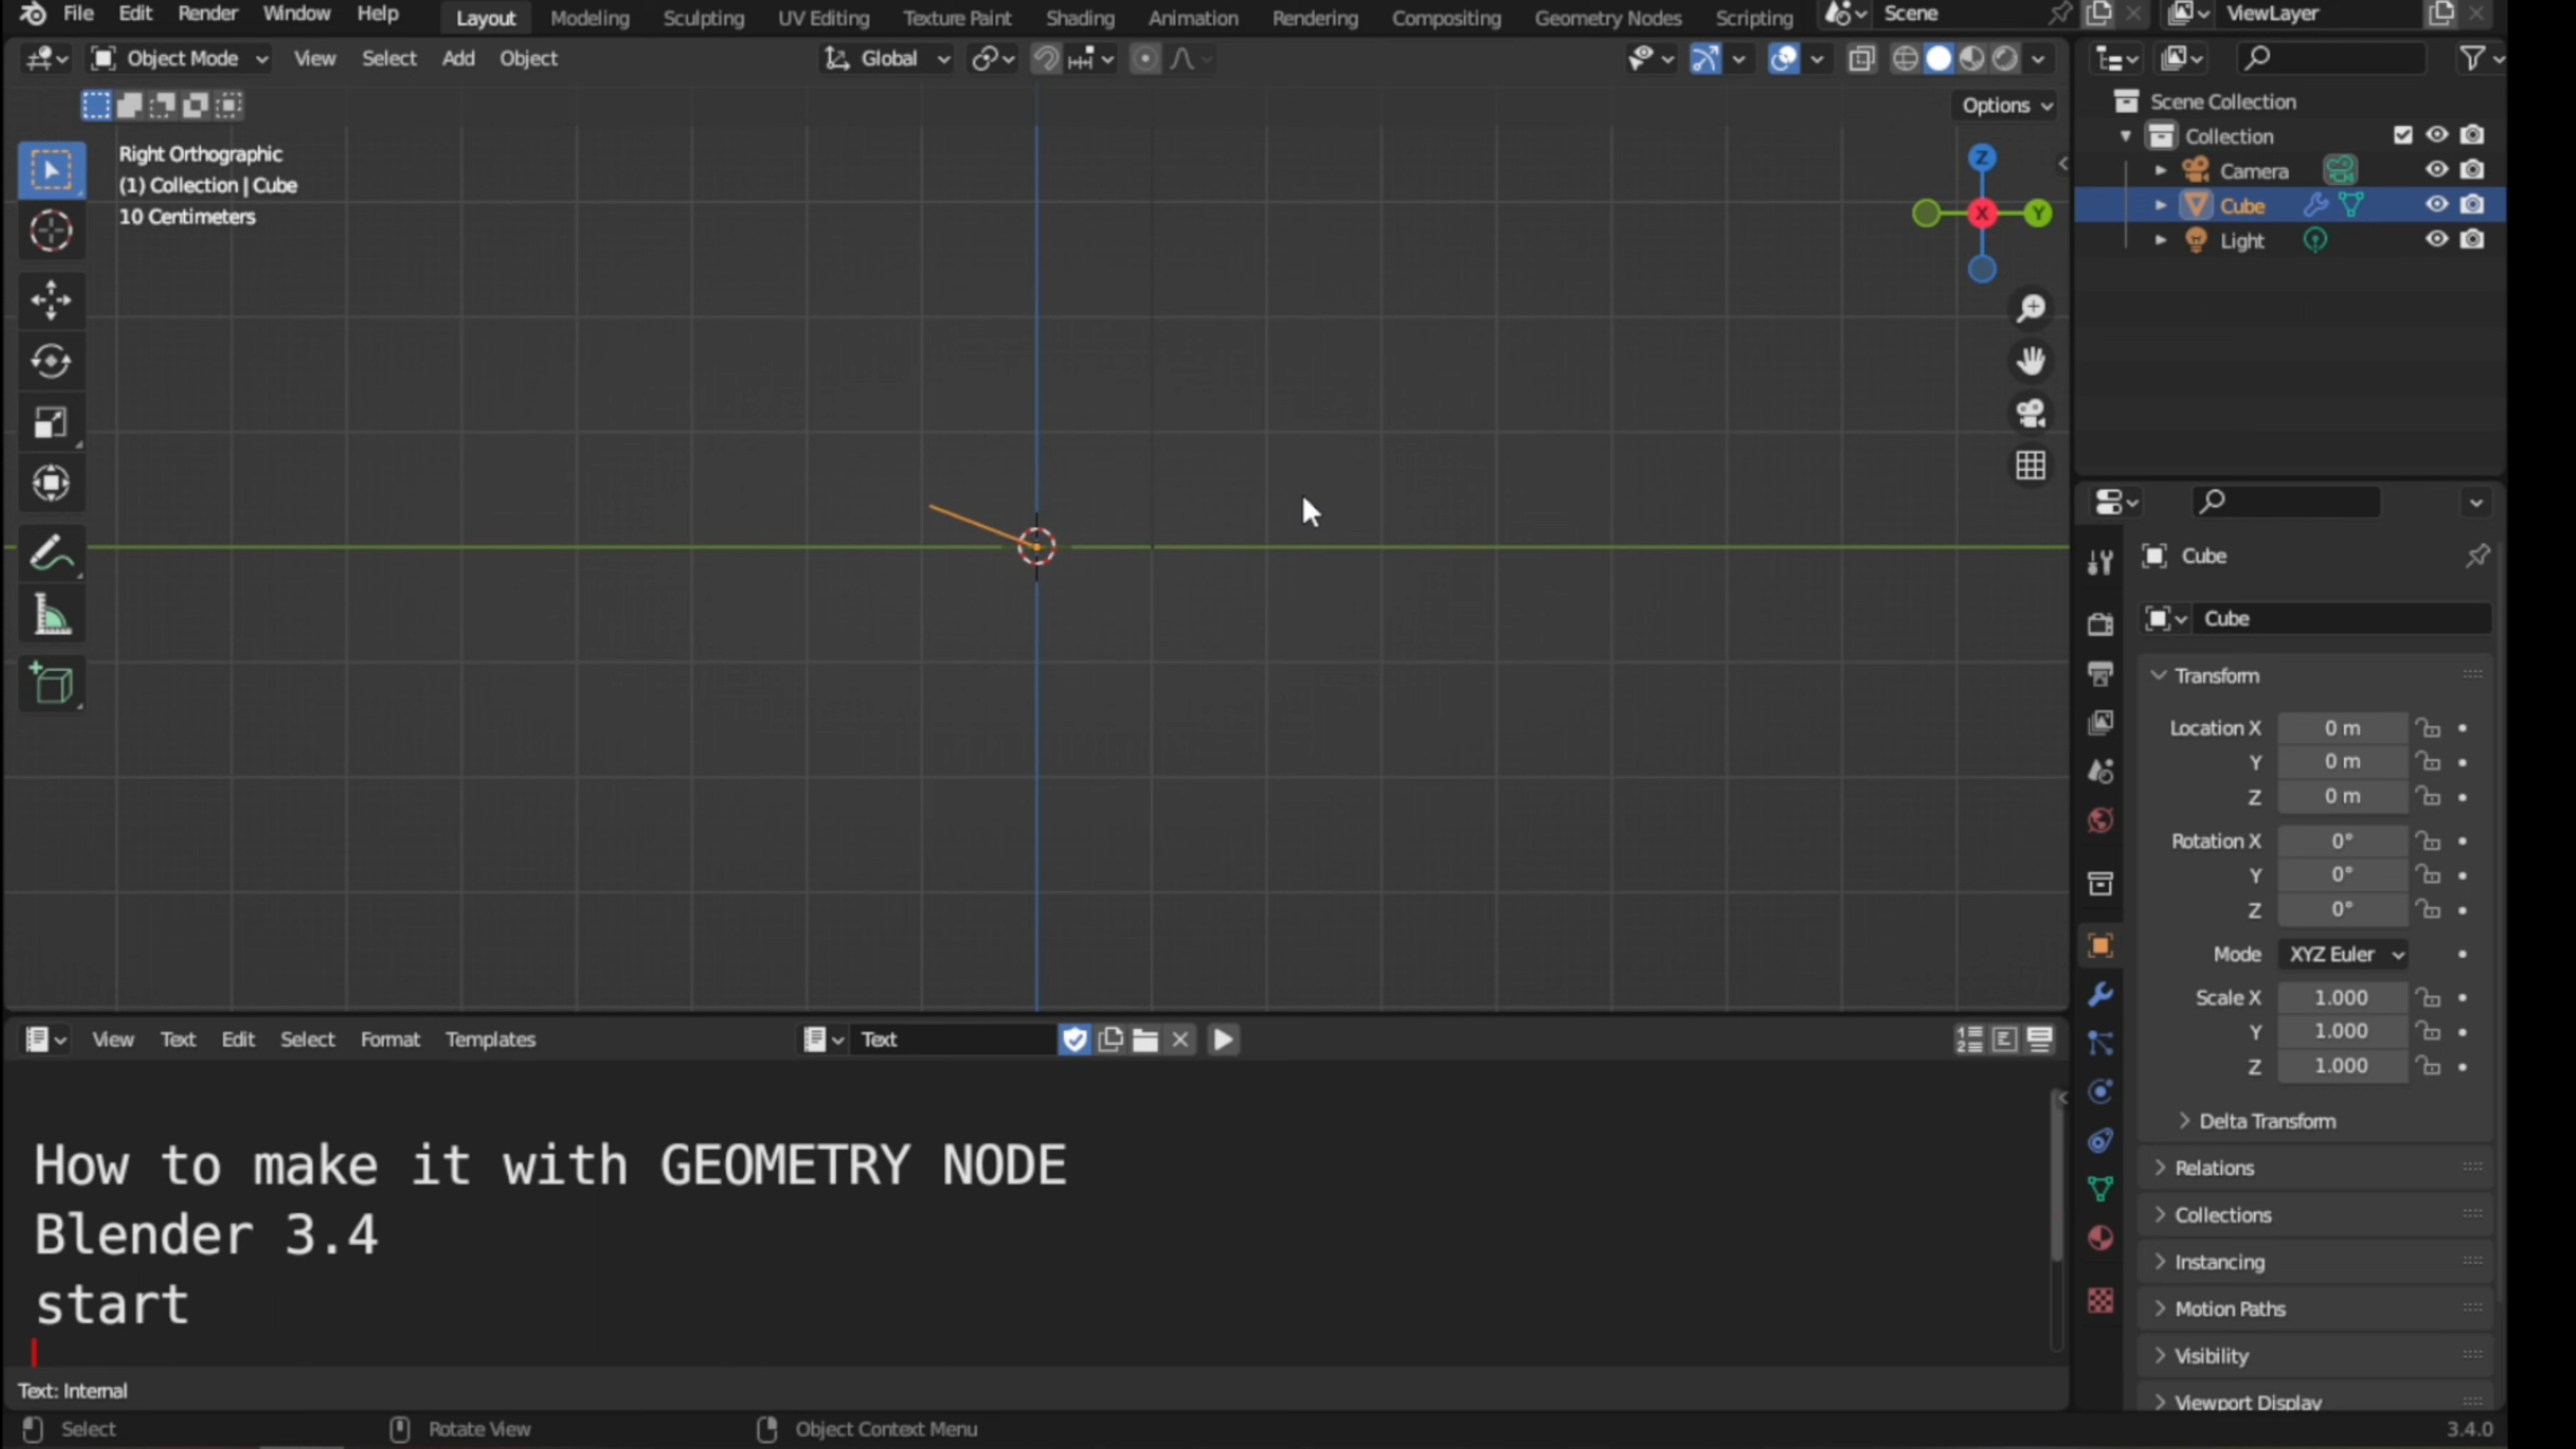 File Edit Render Window Help Layout Modeling Sculpting UV Editing Texture Paint Shading Animation Rendering Compositing Geometry Nodes Scripting Scene ViewLayer
Object Mode View Select Add Object Global
Options
Right Orthographic
(1) Collection | Cube
10 Centimeters
Z
X
Y
Scene Collection
Collection
Camera
Cube
Light
Cube
Cube
Transform
Location X 0 m
Y 0 m
Z 0 m
Rotation X 0°
Y 0°
Z 0°
Mode XYZ Euler
Scale X 1.000
Y 1.000
Z 1.000
Delta Transform
Relations
Collections
Instancing
Motion Paths
Visibility
Viewport Display
View Text Edit Select Format Templates Text
How to make it with GEOMETRY NODE
Blender 3.4
start
Text: Internal
Select Rotate View Object Context Menu 3.4.0